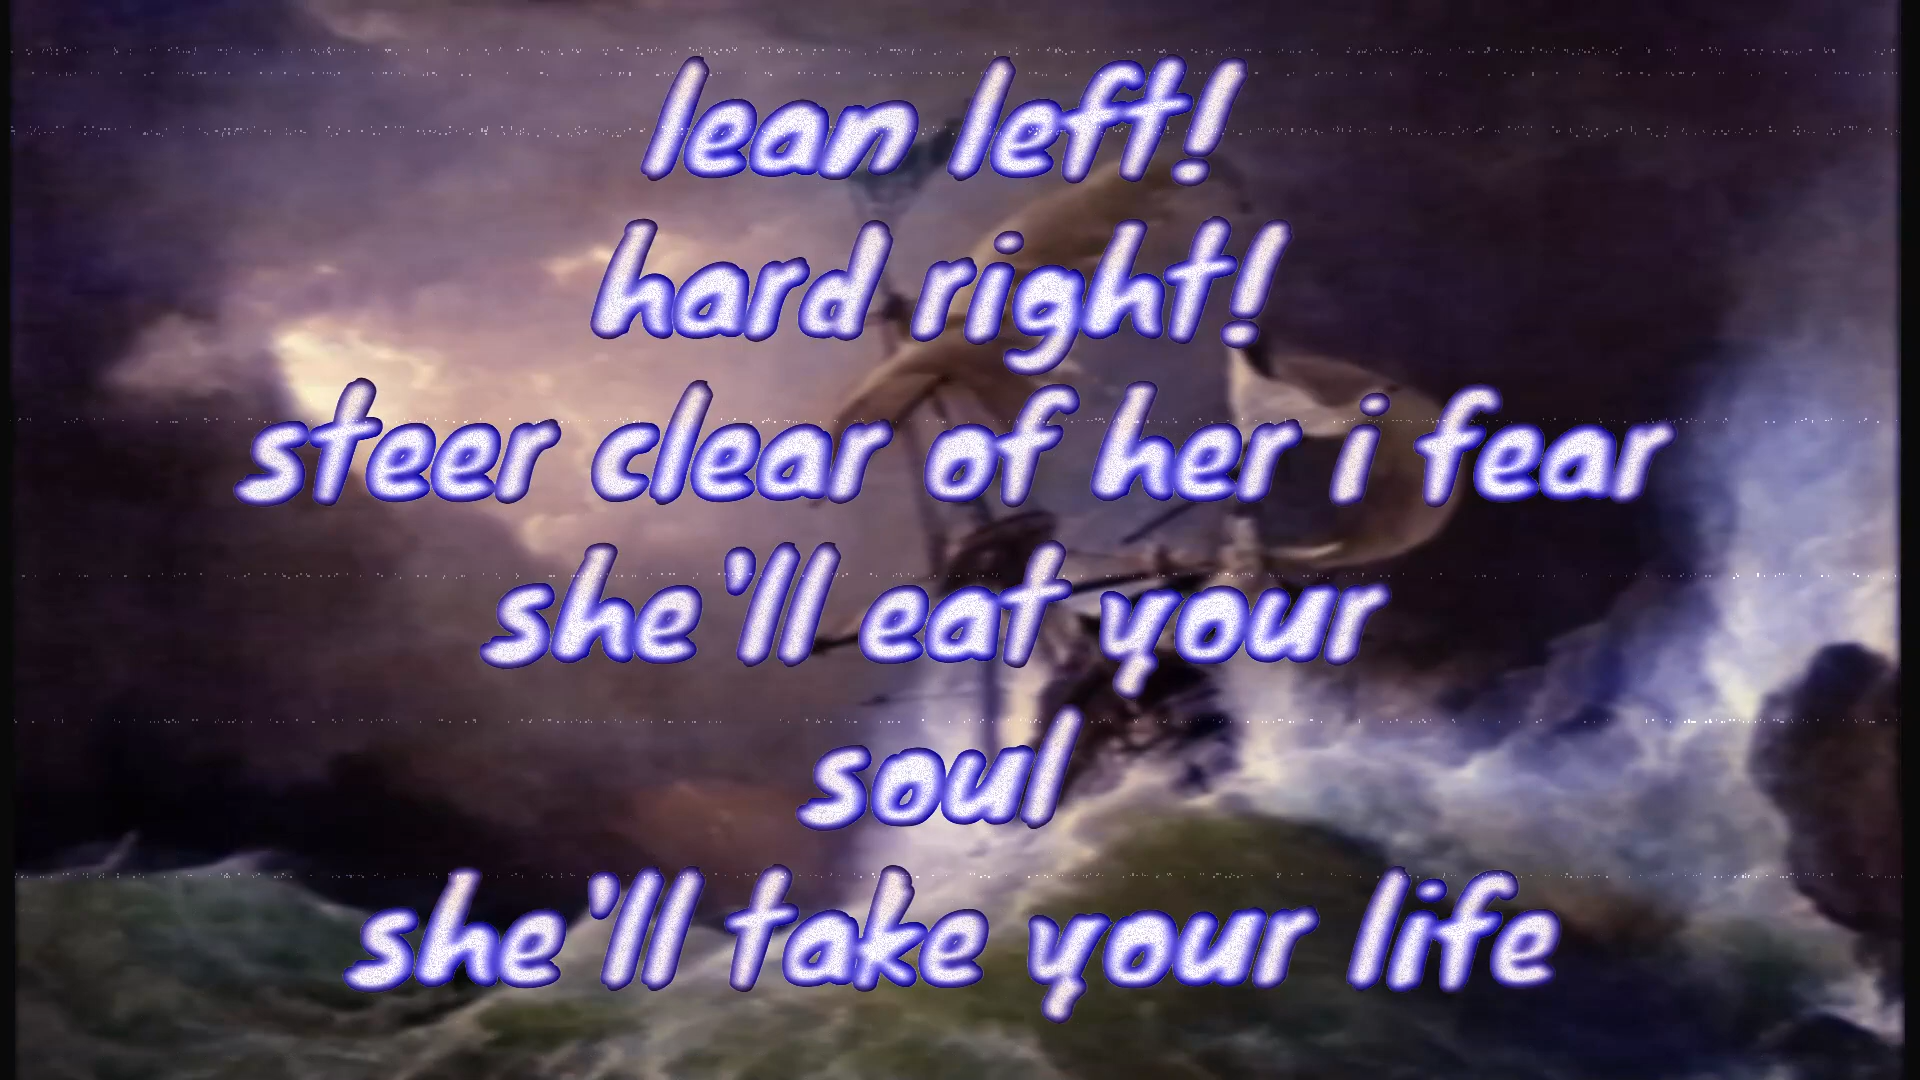 lean left!
hard right!
steer clear of her i fear
she'll eat your
soul
she'll take your life